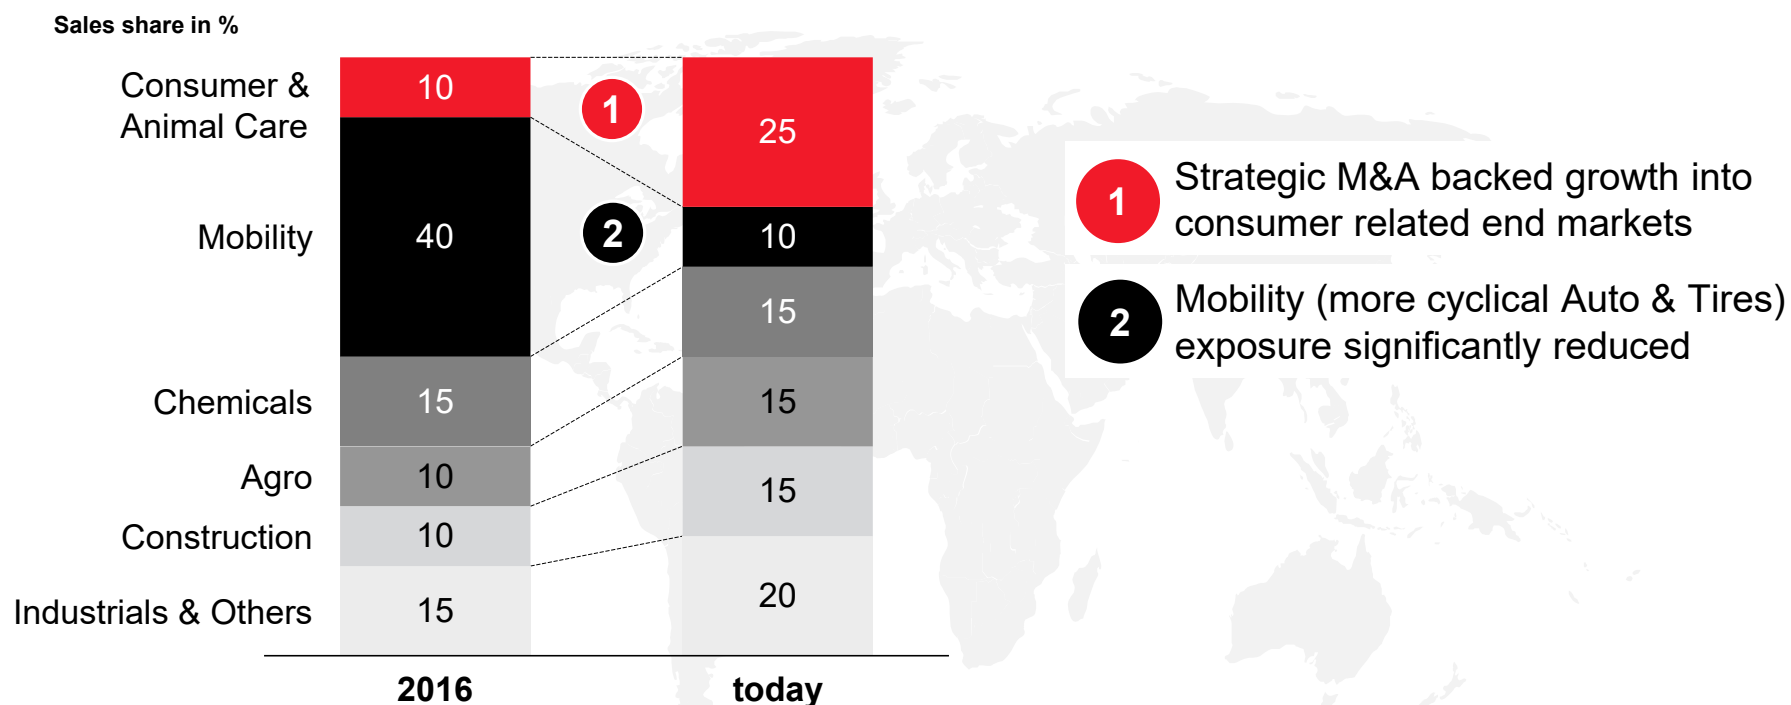 Sales share in %
Consumer &
Animal Care
10
1
25
Mobility
40
2
10
Chemicals
15
15
Agro
10
15
Construction
10
15
Industrials & Others
15
20
2016
today
1
Strategic M&A backed growth into
consumer related end markets
2
Mobility (more cyclical Auto & Tires)
exposure significantly reduced